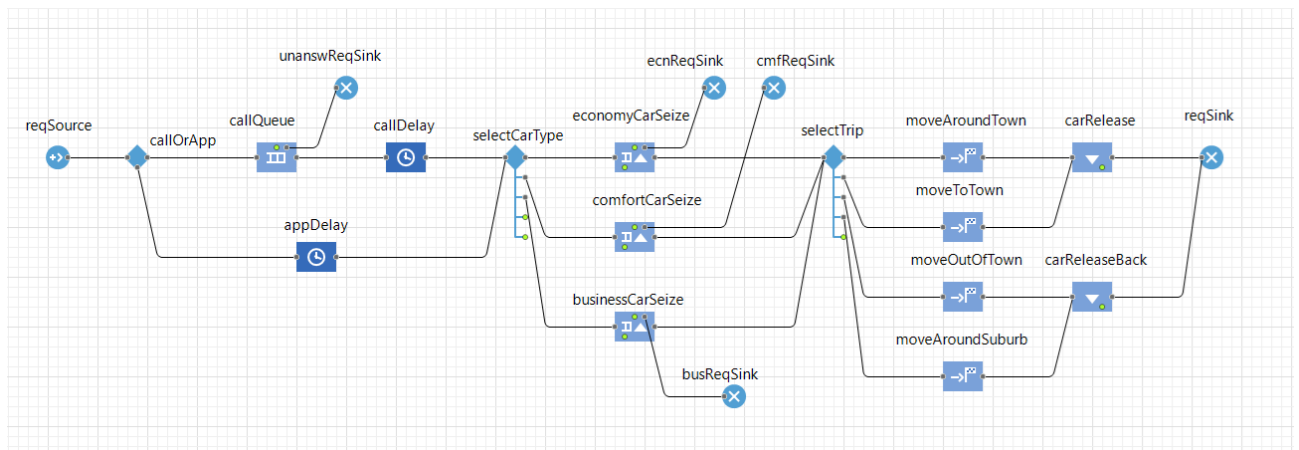 unanswReqSink
ecnReqSink
cmfReqSink
reqSource
callOrApp
callQueue
callDelay
selectCarType
economyCarSeize
selectTrip
moveAroundTown
carRelease
reqSink
comfortCarSeize
moveToTown
appDelay
businessCarSeize
moveOutOfTown
carReleaseBack
moveAroundSuburb
busReqSink